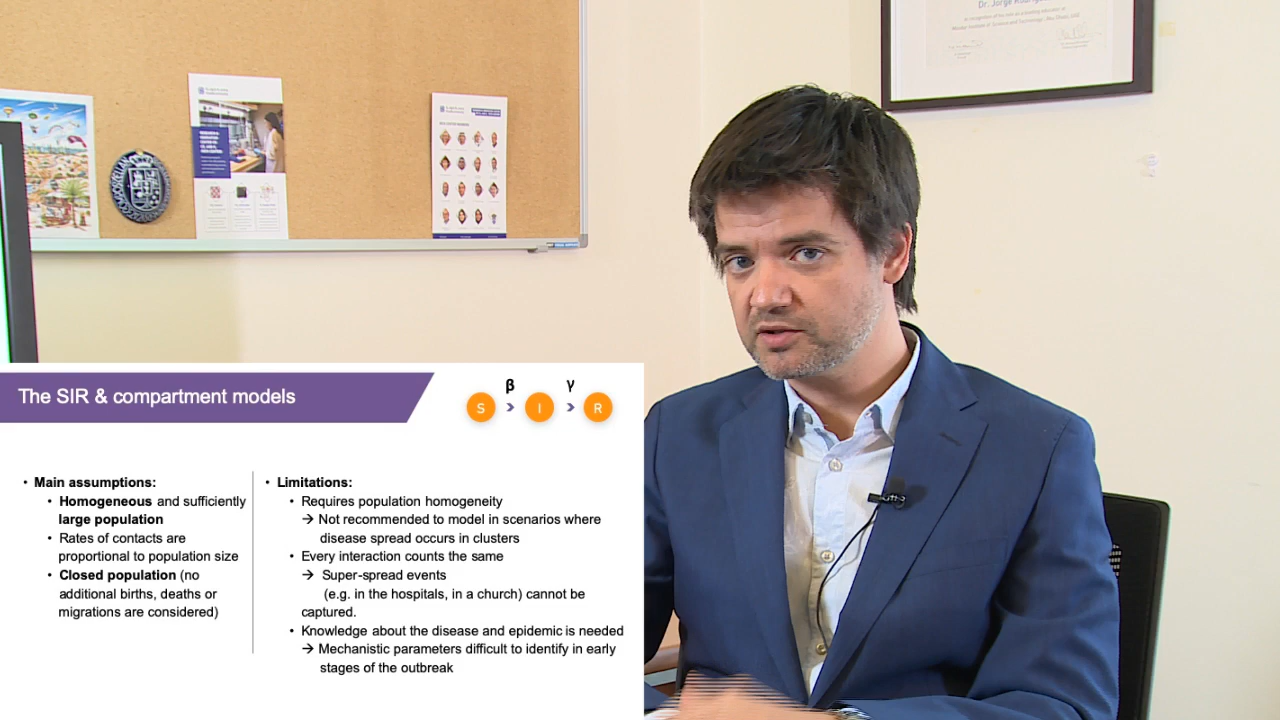 Dr. Jorge
The SIR & compartment models
β
γ
S
I
R
• Main assumptions:
• Homogeneous and sufficiently
large population
• Rates of contacts are
proportional to population size
• Closed population (no
additional births, deaths or
migrations are considered)
• Limitations:
• Requires population homogeneity
→ Not recommended to model in scenarios where
disease spread occurs in clusters
• Every interaction counts the same
→ Super-spread events
(e.g. in the hospitals, in a church) cannot be
captured.
• Knowledge about the disease and epidemic is needed
→ Mechanistic parameters difficult to identify in early
stages of the outbreak